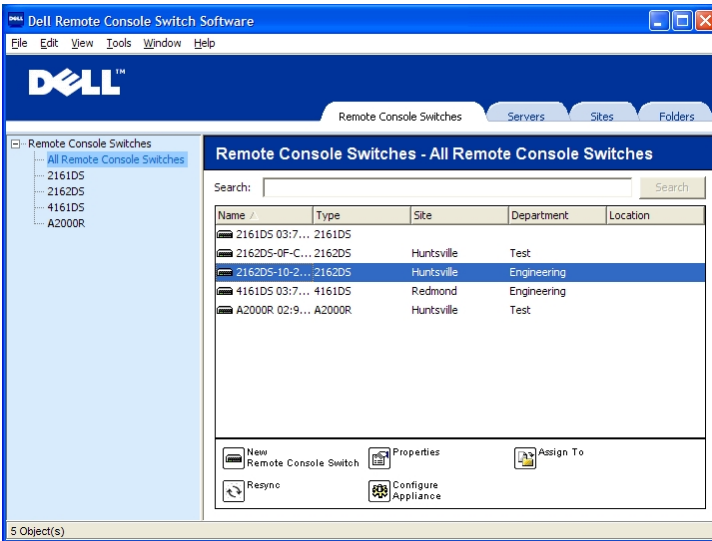 DELL Dell Remote Console Switch Software
File Edit View Tools Window Help
DELL™
Remote Console Switches Servers Sites Folders
Remote Console Switches
All Remote Console Switches
2161DS
2162DS
4161DS
A2000R
Remote Console Switches - All Remote Console Switches
Search: Search
Name Type Site Department Location
2161DS 03:7... 2161DS
2162DS-0F-C... 2162DS Huntsville Test
2162DS-10-2... 2162DS Huntsville Engineering
4161DS 03:7... 4161DS Redmond Engineering
A2000R 02:9... A2000R Huntsville Test
New Remote Console Switch Properties Assign To
Resync Configure Appliance
5 Object(s)